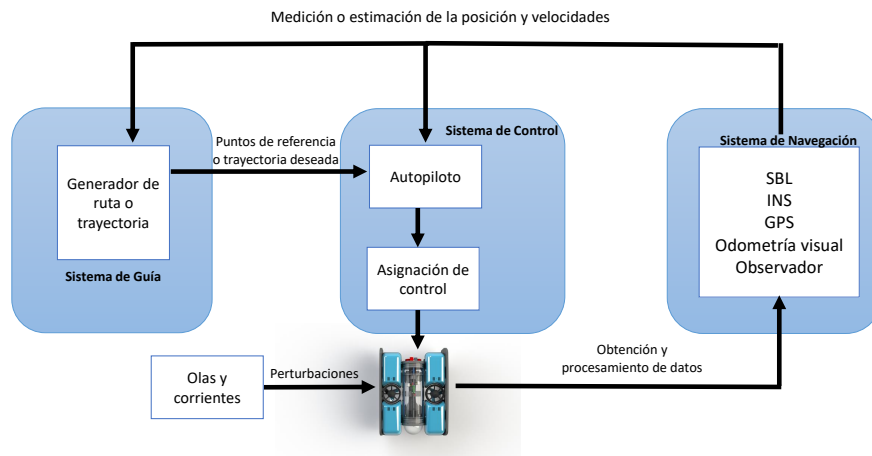 Medición o estimación de la posición y velocidades
Sistema de Control
Sistema de Navegación
Puntos de referencia
o trayectoria deseada
Generador de
ruta o
trayectoria
Sistema de Guía
Autopiloto
Asignación de
control
SBL
INS
GPS
Odometría visual
Observador
Olas y
corrientes
Perturbaciones
Obtención y
procesamiento de datos